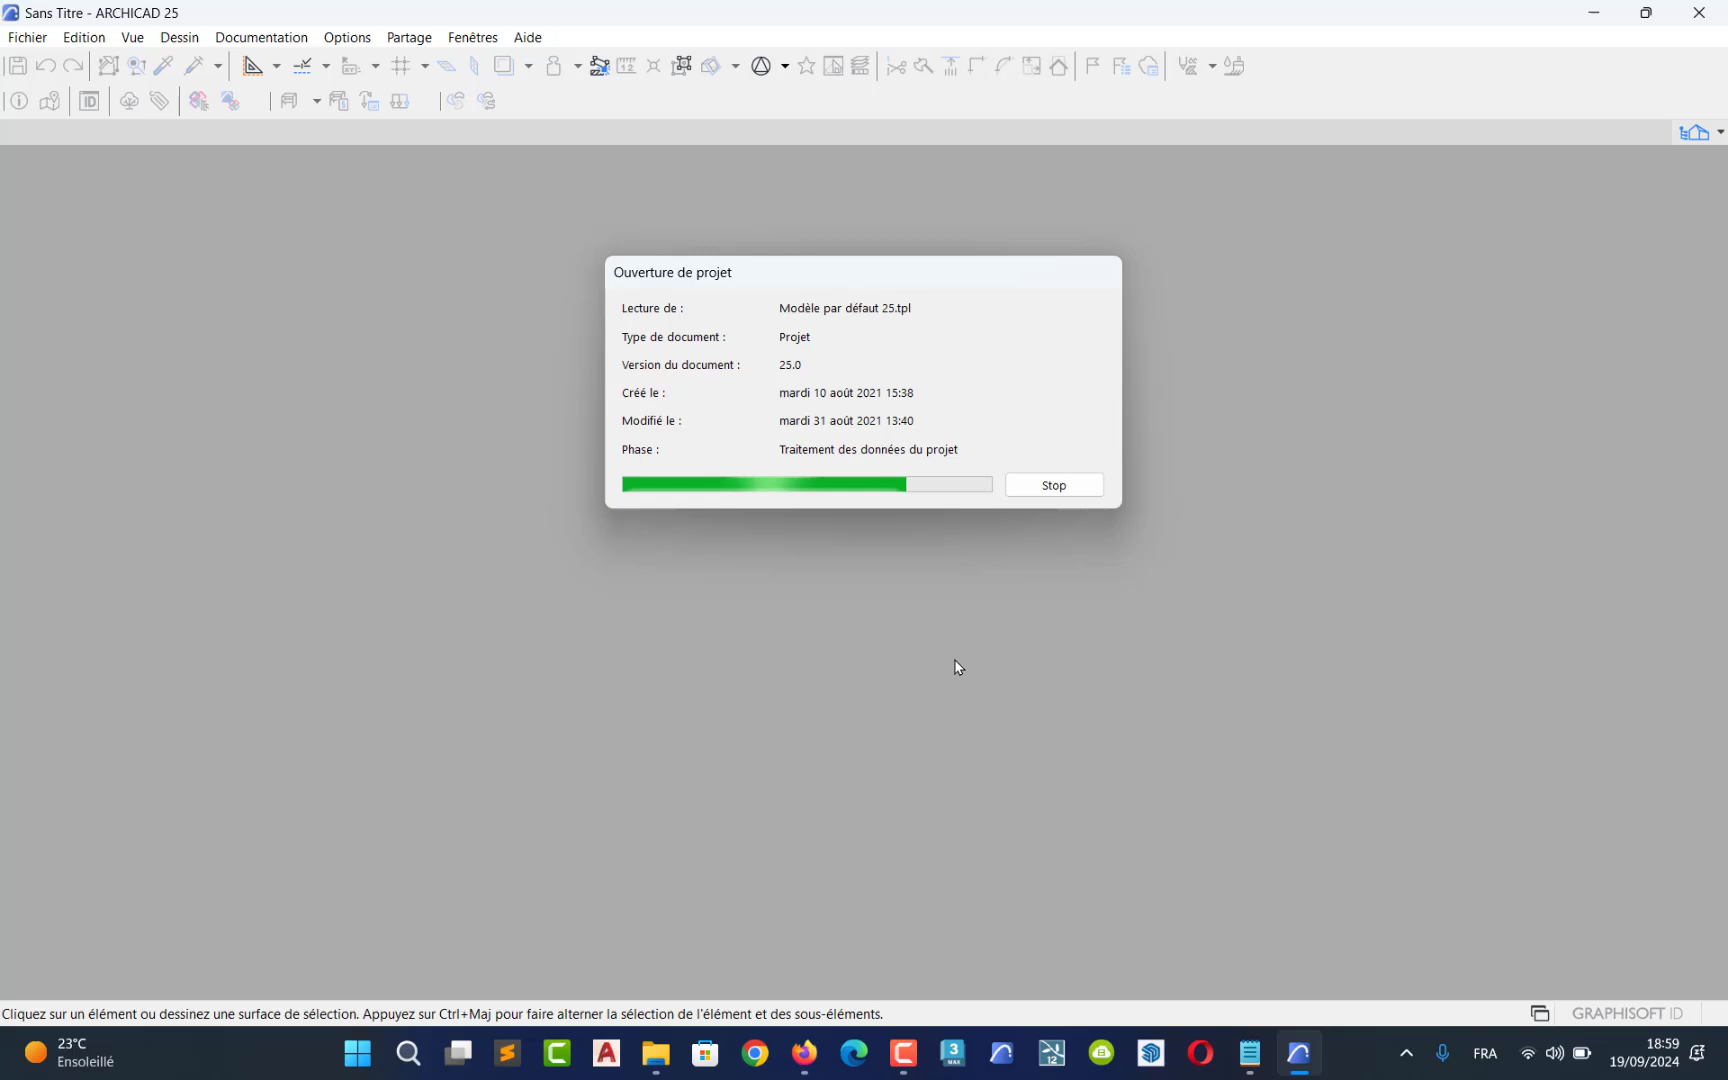 Sans Titre - ARCHICAD 25
Fichier Edition Vue Dessin Documentation Options Partage Fenêtres Aide
Ouverture de projet
Lecture de : Modèle par défaut 25.tpl
Type de document : Projet
Version du document : 25.0
Créé le : mardi 10 août 2021 15:38
Modifié le : mardi 31 août 2021 13:40
Phase : Traitement des données du projet
Stop
Cliquez sur un élément ou dessinez une surface de sélection. Appuyez sur Ctrl+Maj pour faire alterner la sélection de l'élément et des sous-éléments.
GRAPHISOFT ID
23°C
Ensoleillé
FRA
18:59
19/09/2024